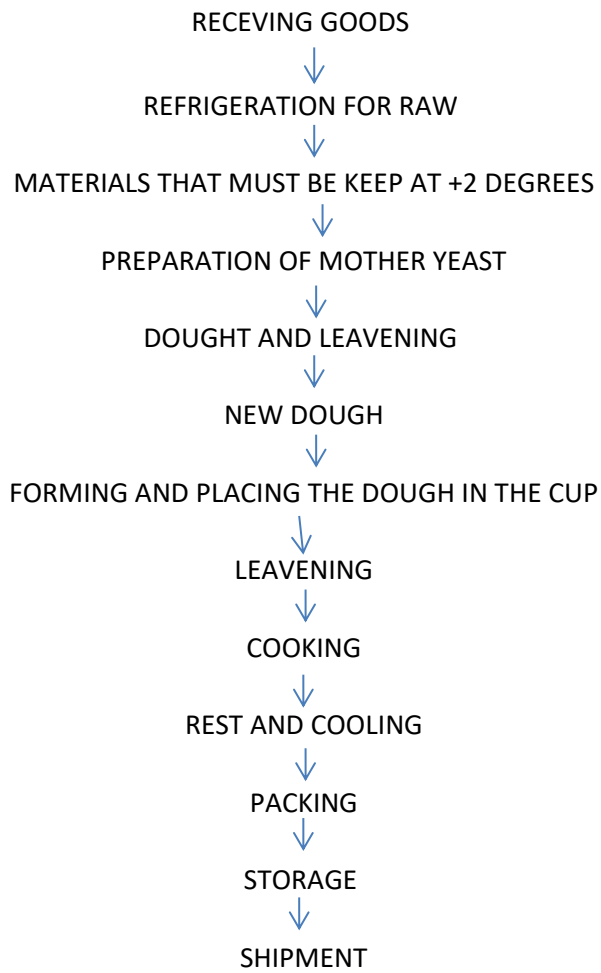 RECEVING GOODS
REFRIGERATION FOR RAW
MATERIALS THAT MUST BE KEEP AT +2 DEGREES
PREPARATION OF MOTHER YEAST
DOUGHT AND LEAVENING
NEW DOUGH
FORMING AND PLACING THE DOUGH IN THE CUP
LEAVENING
COOKING
REST AND COOLING
PACKING
STORAGE
SHIPMENT